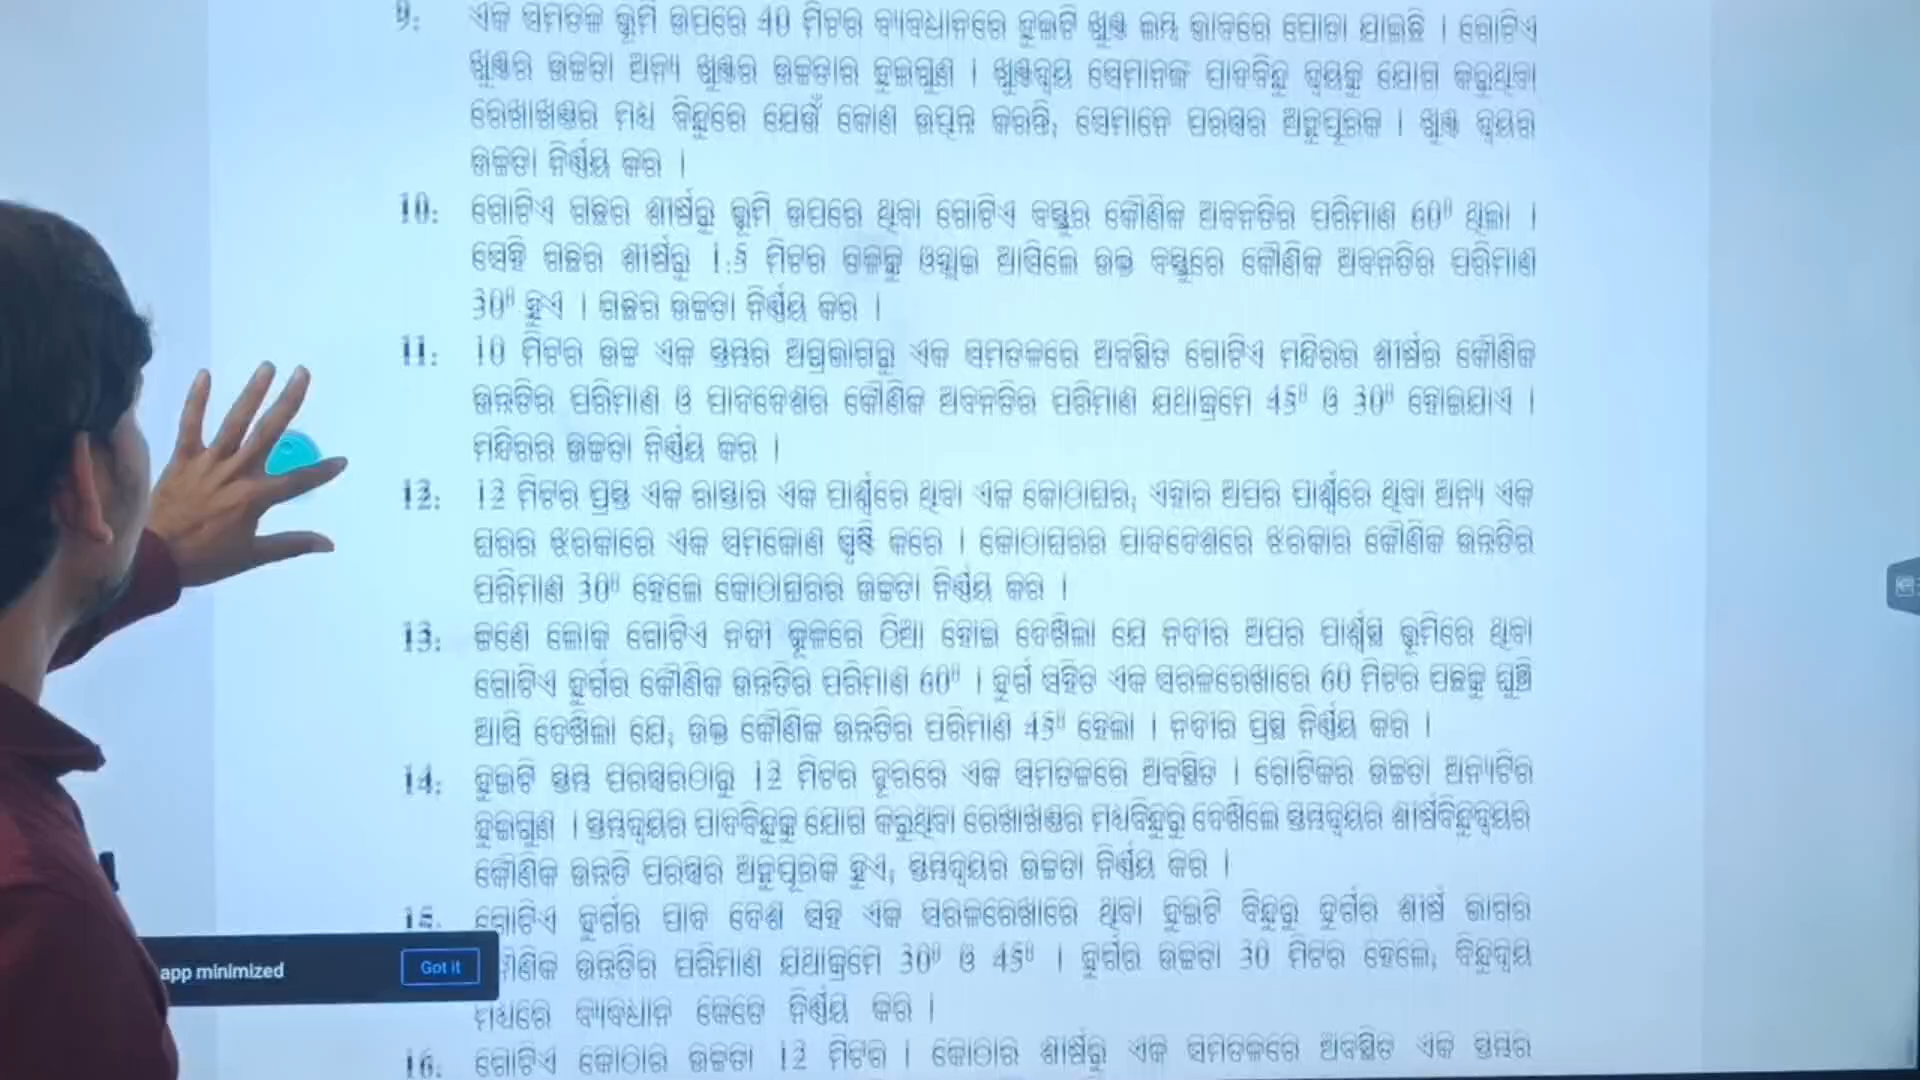 9. ଏକ ସମତଳ ଭୂମି ଉପରେ 40 ମିଟର ବ୍ୟବଧାନରେ ଦୁଇଟି ଖୁଣ୍ଟ ଲମ୍ବ ଭାବରେ ପୋତା ଯାଇଛି । ଗୋଟିଏ
ଖୁଣ୍ଟର ଉଚ୍ଚତା ଅନ୍ୟ ଖୁଣ୍ଟର ଉଚ୍ଚତାର ଦୁଇଗୁଣ । ଖୁଣ୍ଟଦ୍ୱୟ ସେମାନଙ୍କ ପାଦବିନ୍ଦୁ ଦ୍ୱୟକୁ ଯୋଗ କରୁଥିବା
ରେଖାଖଣ୍ଡର ମଧ୍ୟ ବିନ୍ଦୁରେ ଯେଉଁ କୋଣ ଉତ୍ପନ୍ନ କରନ୍ତି, ସେମାନେ ପରସ୍ପର ଅନୁପୂରକ । ଖୁଣ୍ଟ ଦ୍ୱୟର
ଉଚ୍ଚତା ନିର୍ଣ୍ଣୟ କର ।
10. ଗୋଟିଏ ଗଛର ଶୀର୍ଷରୁ ଭୂମି ଉପରେ ଥିବା ଗୋଟିଏ ବସ୍ତୁର କୌଣିକ ଅବନତିର ପରିମାଣ 60⁰ ଥିଲା ।
ସେହି ଗଛର ଶୀର୍ଷରୁ 1.5 ମିଟର ତଳକୁ ଓହ୍ଲାଇ ଆସିଲେ ଉକ୍ତ ବସ୍ତୁରେ କୌଣିକ ଅବନତିର ପରିମାଣ
30⁰ ହୁଏ । ଗଛର ଉଚ୍ଚତା ନିର୍ଣ୍ଣୟ କର ।
11. 10 ମିଟର ଉଚ୍ଚ ଏକ ସ୍ତମ୍ଭର ଅଗ୍ରଭାଗରୁ ଏକ ସମତଳରେ ଅବସ୍ଥିତ ଗୋଟିଏ ମନ୍ଦିରର ଶୀର୍ଷର କୌଣିକ
ଉନ୍ନତିର ପରିମାଣ ଓ ପାଦଦେଶର କୌଣିକ ଅବନତିର ପରିମାଣ ଯଥାକ୍ରମେ 45⁰ ଓ 30⁰ ହୋଇଯାଏ ।
ମନ୍ଦିରର ଉଚ୍ଚତା ନିର୍ଣ୍ଣୟ କର ।
12. 12 ମିଟର ପ୍ରସ୍ଥ ଏକ ରାସ୍ତାର ଏକ ପାର୍ଶ୍ୱରେ ଥିବା ଏକ କୋଠାଘର, ଏହାର ଅପର ପାର୍ଶ୍ୱରେ ଥିବା ଅନ୍ୟ ଏକ
ଘରର ଝରକାରେ ଏକ ସମକୋଣ ସୃଷ୍ଟି କରେ । କୋଠାଘରର ପାଦଦେଶରେ ଝରକାର କୌଣିକ ଉନ୍ନତିର
ପରିମାଣ 30⁰ ହେଲେ କୋଠାଘରର ଉଚ୍ଚତା ନିର୍ଣ୍ଣୟ କର ।
13. ଜଣେ ଲୋକ ଗୋଟିଏ ନଦୀ କୂଳରେ ଠିଆ ହୋଇ ଦେଖିଲା ଯେ ନଦୀର ଅପର ପାର୍ଶ୍ୱସ୍ଥ ଭୂମିରେ ଥିବା
ଗୋଟିଏ ଦୁର୍ଗର କୌଣିକ ଉନ୍ନତିର ପରିମାଣ 60⁰ । ଦୁର୍ଗ ସହିତ ଏକ ସରଳରେଖାରେ 60 ମିଟର ପଛକୁ ଘୁଞ୍ଚି
ଆସି ଦେଖିଲା ଯେ, ଉକ୍ତ କୌଣିକ ଉନ୍ନତିର ପରିମାଣ 45⁰ ହେଲା । ନଦୀର ପ୍ରସ୍ଥ ନିର୍ଣ୍ଣୟ କର ।
14. ଦୁଇଟି ସ୍ତମ୍ଭ ପରସ୍ପରଠାରୁ 12 ମିଟର ଦୂରରେ ଏକ ସମତଳରେ ଅବସ୍ଥିତ । ଗୋଟିକର ଉଚ୍ଚତା ଅନ୍ୟଟିର
ଦୁଇଗୁଣ । ସ୍ତମ୍ଭଦ୍ୱୟର ପାଦବିନ୍ଦୁକୁ ଯୋଗ କରୁଥିବା ରେଖାଖଣ୍ଡର ମଧ୍ୟବିନ୍ଦୁରୁ ଦେଖିଲେ ସ୍ତମ୍ଭଦ୍ୱୟର ଶୀର୍ଷବିନ୍ଦୁଦ୍ୱୟର
କୌଣିକ ଉନ୍ନତି ପରସ୍ପର ଅନୁପୂରକ ହୁଏ, ସ୍ତମ୍ଭଦ୍ୱୟର ଉଚ୍ଚତା ନିର୍ଣ୍ଣୟ କର ।
15. ଗୋଟିଏ ଦୁର୍ଗର ପାଦ ଦେଶ ସହ ଏକ ସରଳରେଖାରେ ଥିବା ଦୁଇଟି ବିନ୍ଦୁରୁ ଦୁର୍ଗର ଶୀର୍ଷ ଭାଗର
କୌଣିକ ଉନ୍ନତିର ପରିମାଣ ଯଥାକ୍ରମେ 30⁰ ଓ 45⁰ । ଦୁର୍ଗର ଉଚ୍ଚତା 30 ମିଟର ହେଲେ, ବିନ୍ଦୁଦ୍ୱୟ
app minimized Got it
ମଧ୍ୟରେ ବ୍ୟବଧାନ କେତେ ନିର୍ଣ୍ଣୟ କର ।
16. ଗୋଟିଏ କୋଠାର ଉଚ୍ଚତା 12 ମିଟର । କୋଠାର ଶୀର୍ଷରୁ ଏକ ସମତଳରେ ଅବସ୍ଥିତ ଏକ ସ୍ତମ୍ଭର